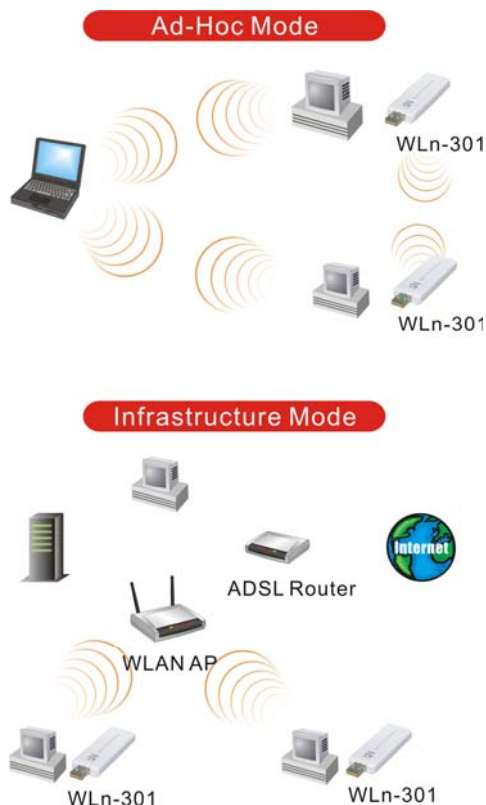 Ad-Hoc Mode
WLn-301
WLn-301
Infrastructure Mode
Internet
ADSL Router
WLAN AP
WLn-301
WLn-301